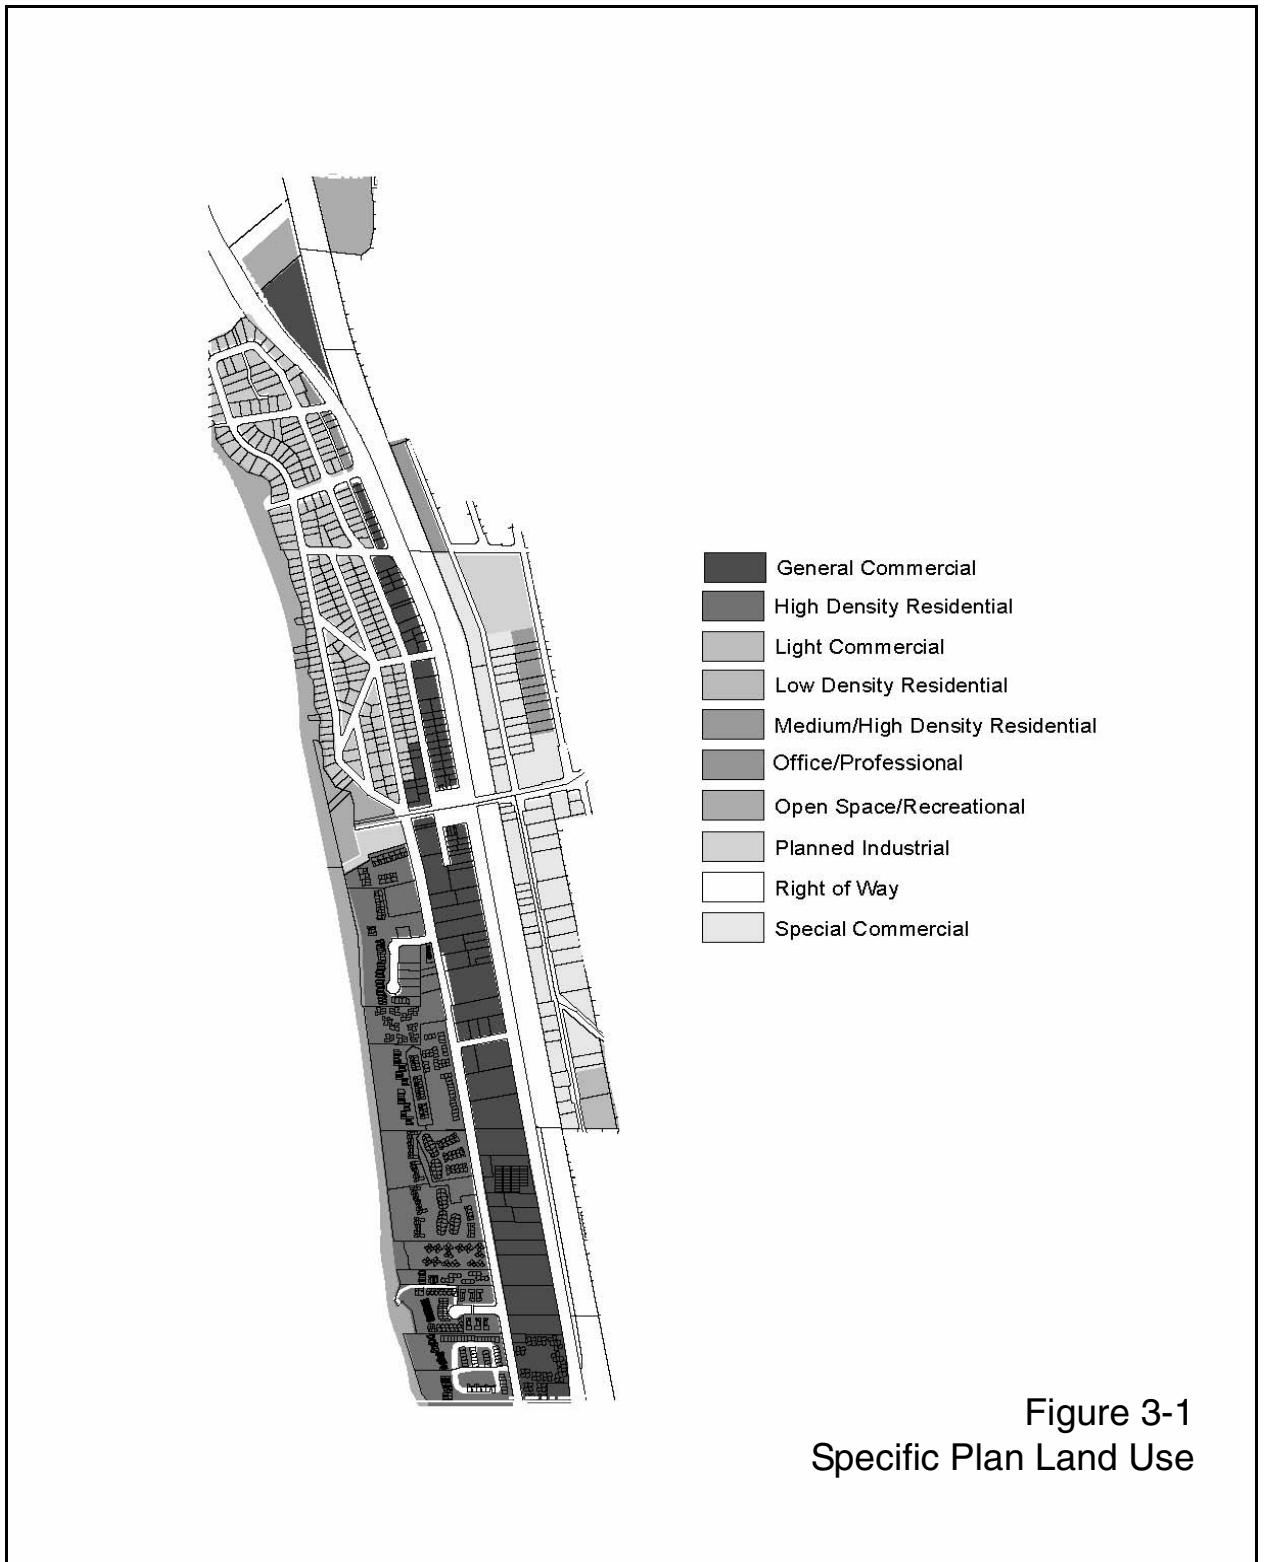 General Commercial
High Density Residential
Light Commercial
Low Density Residential
Medium/High Density Residential
Office/Professional
Open Space/Recreational
Planned Industrial
Right of Way
Special Commercial
Figure 3-1
Specific Plan Land Use